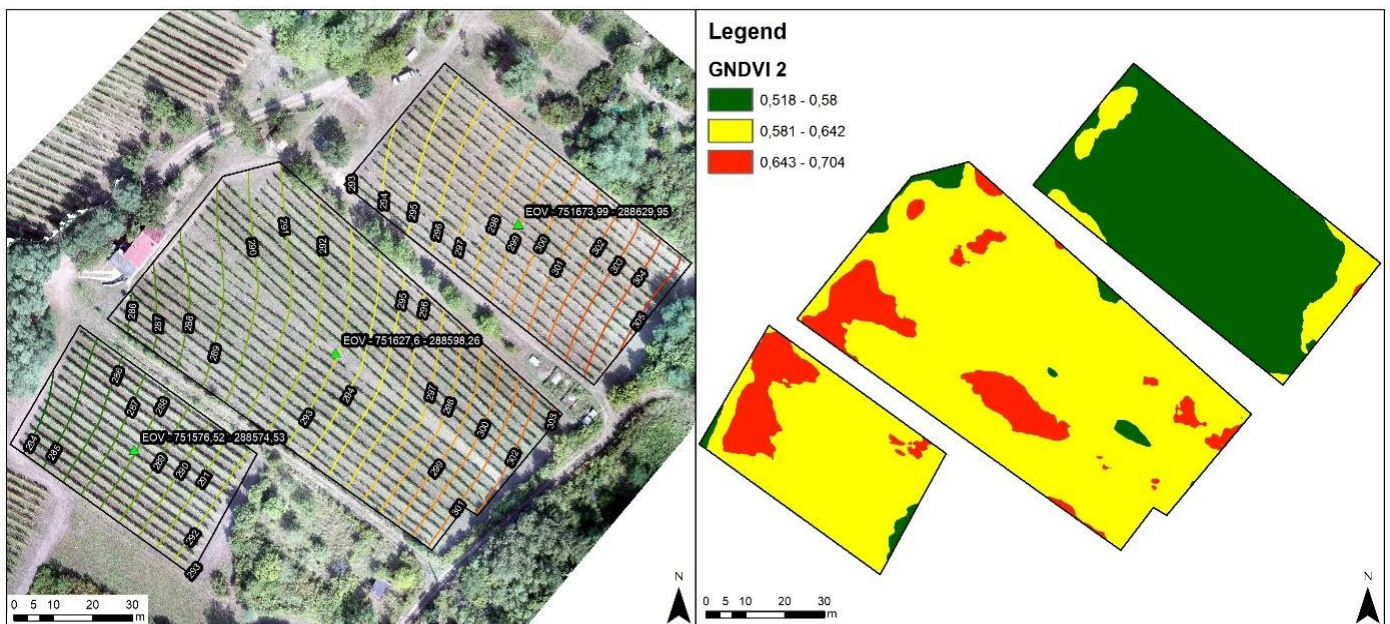 293
294
295
296
297
298
299
300
301
302
303
304
305
EOV - 751673,99 - 288629,95
286
287
288
289
290
291
292
293
294
295
296
297
298
299
300
301
302
303
EOV - 751627,6 - 288598,26
284
285
286
287
288
289
290
291
292
293
EOV - 751576,52 - 288574,53
0 5 10 20 30
m
N
Legend
GNDVI 2
0,518 - 0,58
0,581 - 0,642
0,643 - 0,704
0 5 10 20 30
m
N